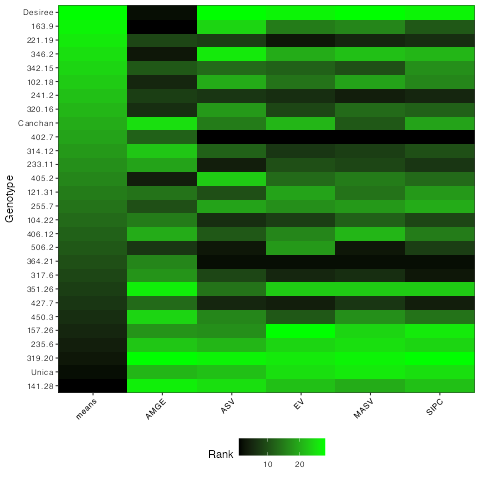 Desiree
163.9
221.19
346.2
342.15
102.18
241.2
320.16
Canchan
402.7
314.12
233.11
405.2
121.31
255.7
104.22
406.12
506.2
364.21
317.6
351.26
427.7
450.3
157.26
235.6
319.20
Unica
141.28
Genotype
means
AMGE
ASV
EV
MASV
SIPC
Rank
10
20